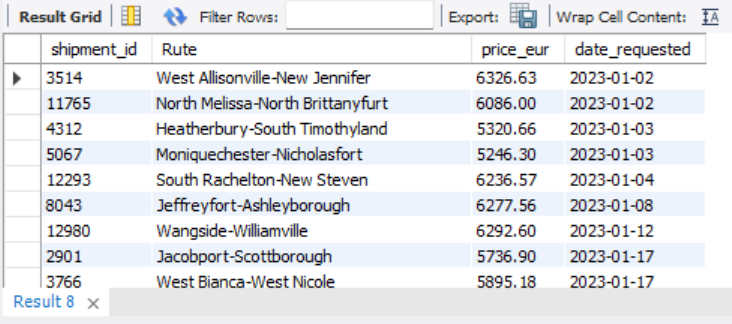 Result Grid Filter Rows: Export: Wrap Cell Content: IA
shipment_id Rute price_eur date_requested
3514 West Allisonville-New Jennifer 6326.63 2023-01-02
11765 North Melissa-North Brittanyfurt 6086.00 2023-01-02
4312 Heatherbury-South Timothyland 5320.66 2023-01-03
5067 Moniquechester-Nicholasfort 5246.30 2023-01-03
12293 South Rachelton-New Steven 6236.57 2023-01-04
8043 Jeffreyfort-Ashleyborough 6277.56 2023-01-08
12980 Wangside-Williamville 6292.60 2023-01-12
2901 Jacobport-Scottborough 5736.90 2023-01-17
3766 West Bianca-West Nicole 5895.18 2023-01-17
Result 8